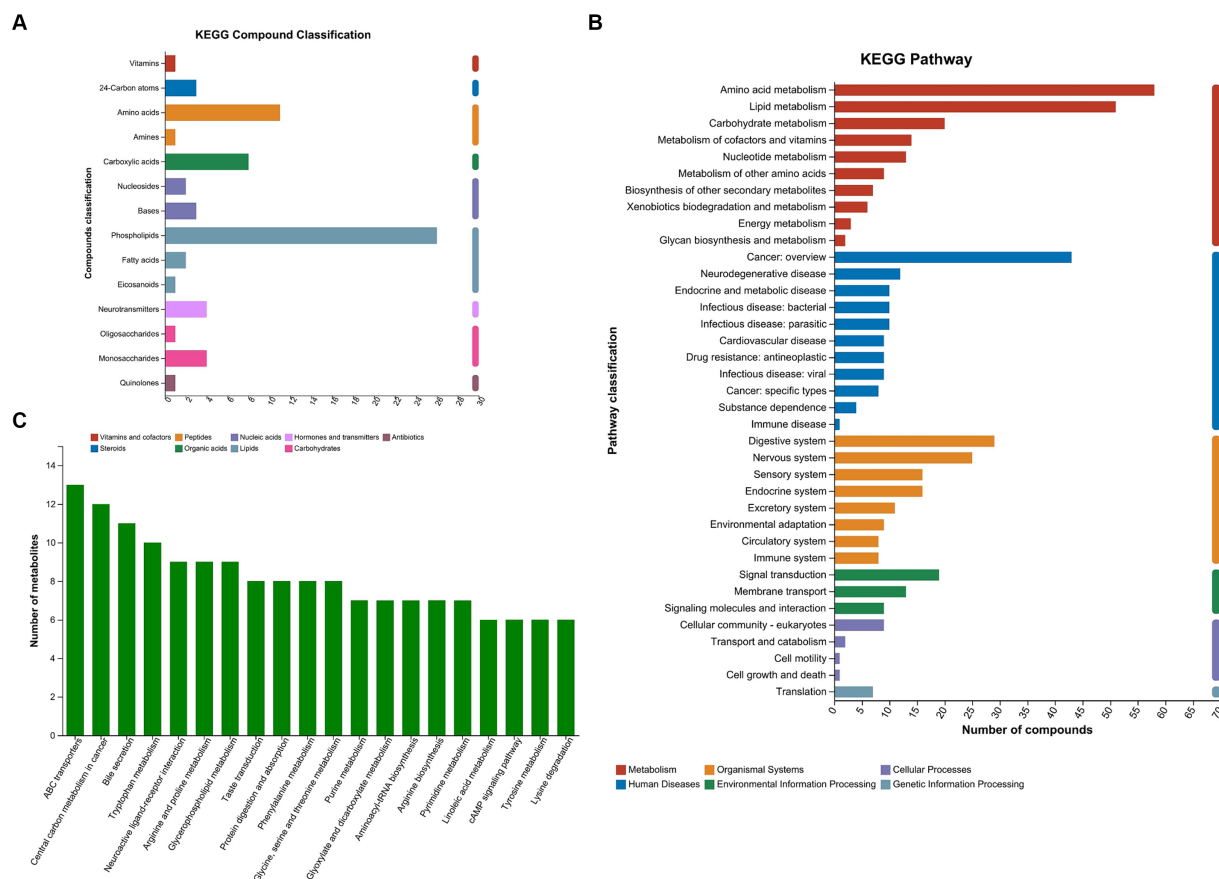 A
KEGG Compound Classification
Compounds classification
Vitamins
24-Carbon atoms
Amino acids
Amines
Carboxylic acids
Nucleosides
Bases
Phospholipids
Fatty acids
Eicosanoids
Neurotransmitters
Oligosaccharides
Monosaccharides
Quinolones
0 2 4 6 8 10 12 14 16 18 20 22 24 26 28 30
Vitamins and cofactors Peptides Nucleic acids Hormones and transmitters Antibiotics
Steroids Organic acids Lipids Carbohydrates
B
KEGG Pathway
Pathway classification
Amino acid metabolism
Lipid metabolism
Carbohydrate metabolism
Metabolism of cofactors and vitamins
Nucleotide metabolism
Metabolism of other amino acids
Biosynthesis of other secondary metabolites
Xenobiotics biodegradation and metabolism
Energy metabolism
Glycan biosynthesis and metabolism
Cancer: overview
Neurodegenerative disease
Endocrine and metabolic disease
Infectious disease: bacterial
Infectious disease: parasitic
Cardiovascular disease
Drug resistance: antineoplastic
Infectious disease: viral
Cancer: specific types
Substance dependence
Immune disease
Digestive system
Nervous system
Sensory system
Endocrine system
Excretory system
Environmental adaptation
Circulatory system
Immune system
Signal transduction
Membrane transport
Signaling molecules and interaction
Cellular community - eukaryotes
Transport and catabolism
Cell motility
Cell growth and death
Translation
0 5 10 15 20 25 30 35 40 45 50 55 60 65 70
Number of compounds
Metabolism Organismal Systems Cellular Processes
Human Diseases Environmental Information Processing Genetic Information Processing
C
Number of metabolites
14
12
10
8
6
4
2
0
ABC transporters
Central carbon metabolism in cancer
Bile secretion
Tryptophan metabolism
Neuroactive ligand-receptor interaction
Arginine and proline metabolism
Glycerophospholipid metabolism
Taste transduction
Protein digestion and absorption
Phenylalanine metabolism
Glycine, serine and threonine metabolism
Purine metabolism
Glyoxylate and dicarboxylate metabolism
Aminoacyl-tRNA biosynthesis
Arginine biosynthesis
Pyrimidine metabolism
Linoleic acid metabolism
cAMP signaling pathway
Tyrosine metabolism
Lysine degradation